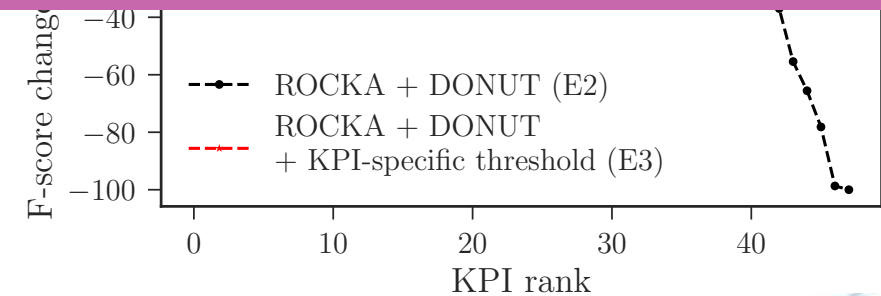 −40
−60
−80
−100
F-score change
ROCKA + DONUT (E2)
ROCKA + DONUT
+ KPI-specific threshold (E3)
0 10 20 30 40
KPI rank